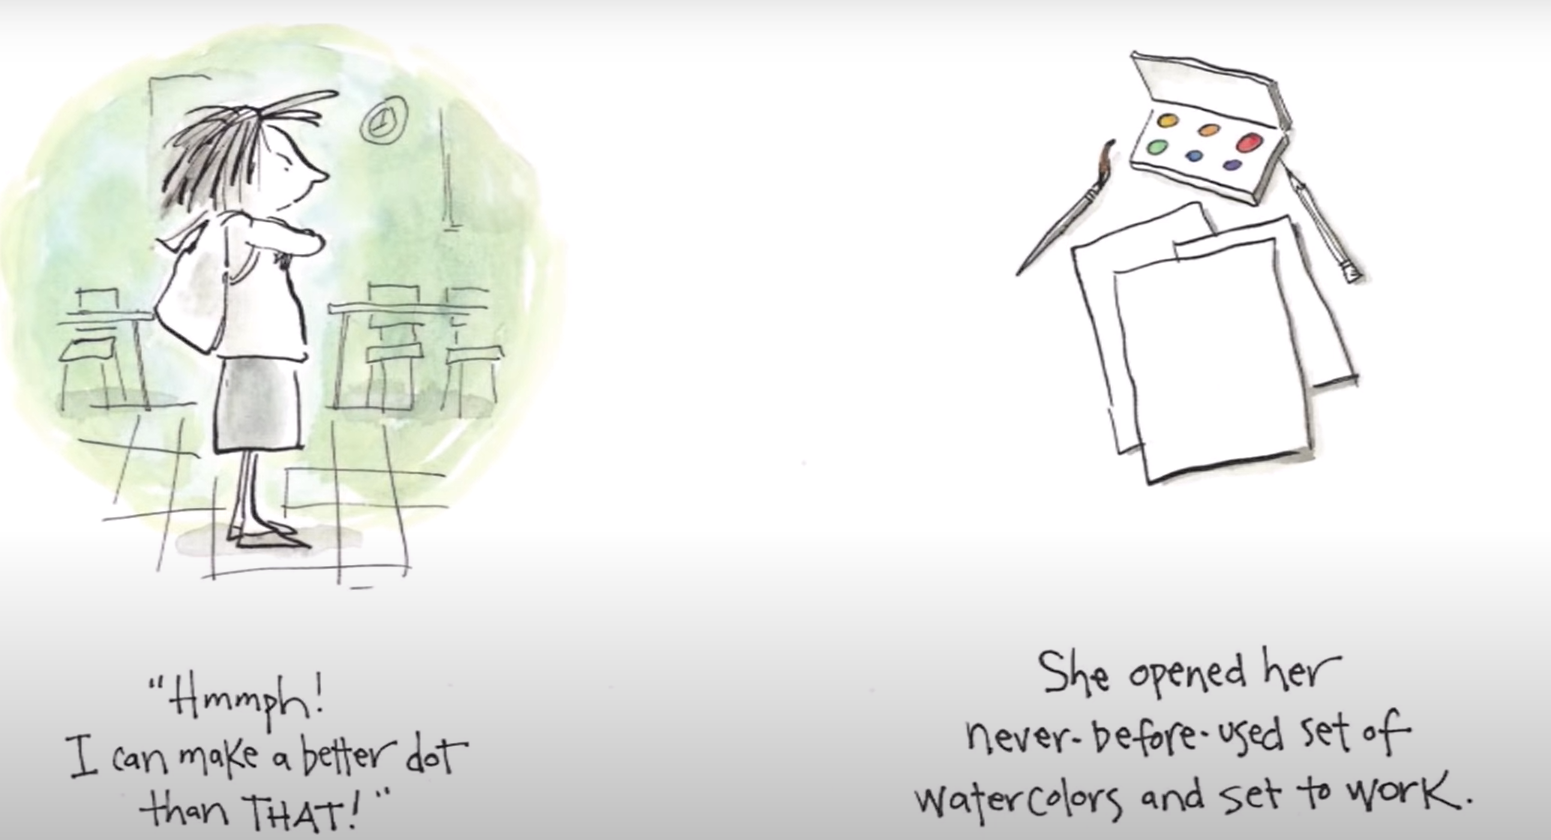 "Hmmph!
I can make a better dot
than THAT!"
She opened her
never-before-used set of
watercolors and set to work.